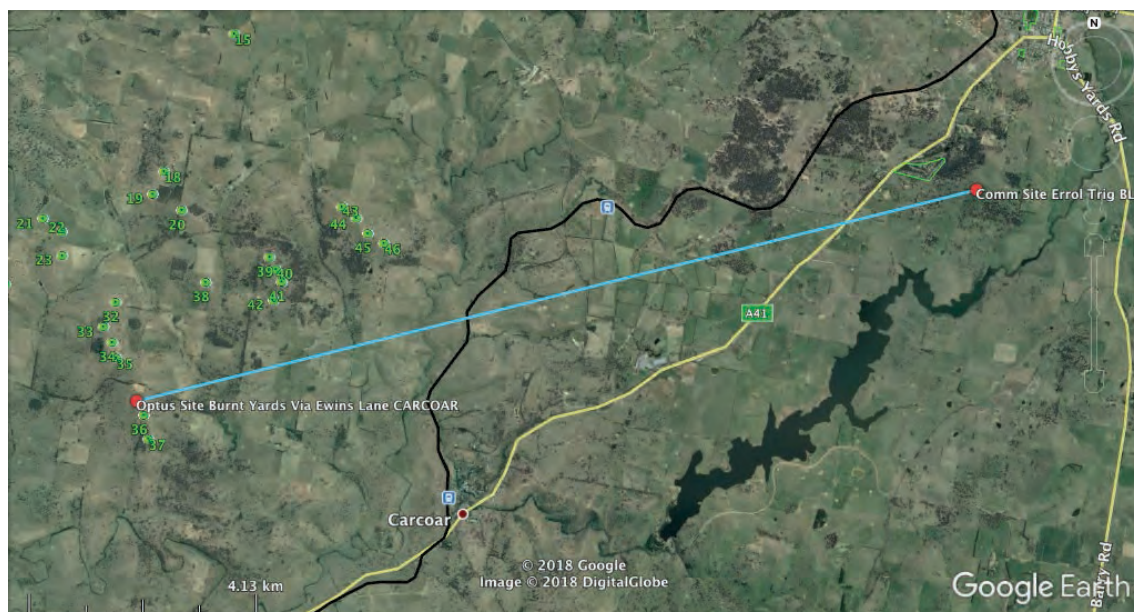 15
N
Hobbys Yards Rd
18
19
20
Comm Site Errol Trig BL
21
22
43
44
45
46
23
39
40
38
41
42
32
33
A41
34
35
Optus Site Burnt Yards Via Ewins Lane CARCOAR
36
37
Carcoar
4.13 km
© 2018 Google
Image © 2018 DigitalGlobe
Google Earth
Barry Rd